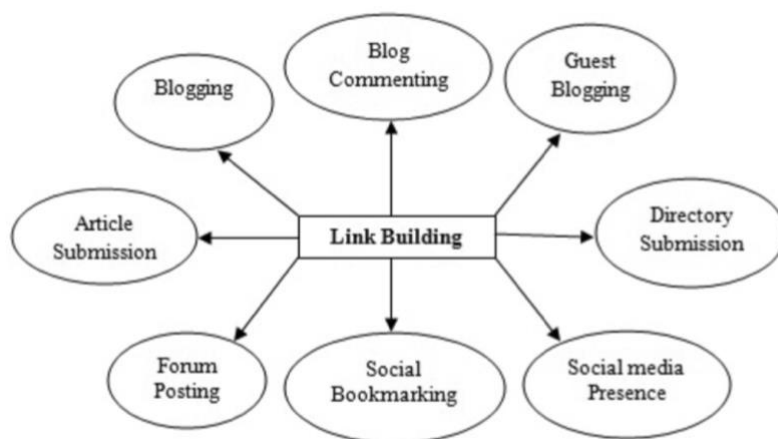 Blog
Commenting
Guest
Blogging
Blogging
Article
Submission
Link Building
Directory
Submission
Forum
Posting
Social
Bookmarking
Social media
Presence